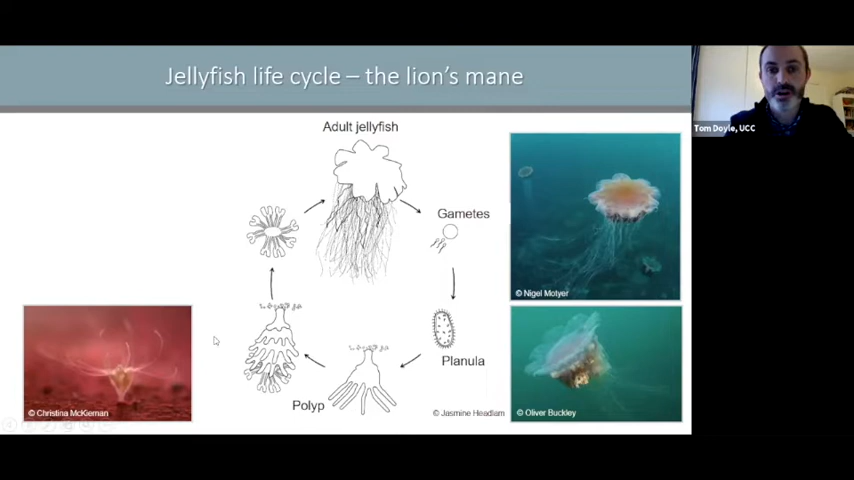 Jellyfish life cycle – the lion's mane
Tom Doyle, UCC
Adult jellyfish
Gametes
Planula
Polyp
© Jasmine Headlam
© Nigel Motyer
© Oliver Buckley
© Christina McKiernan